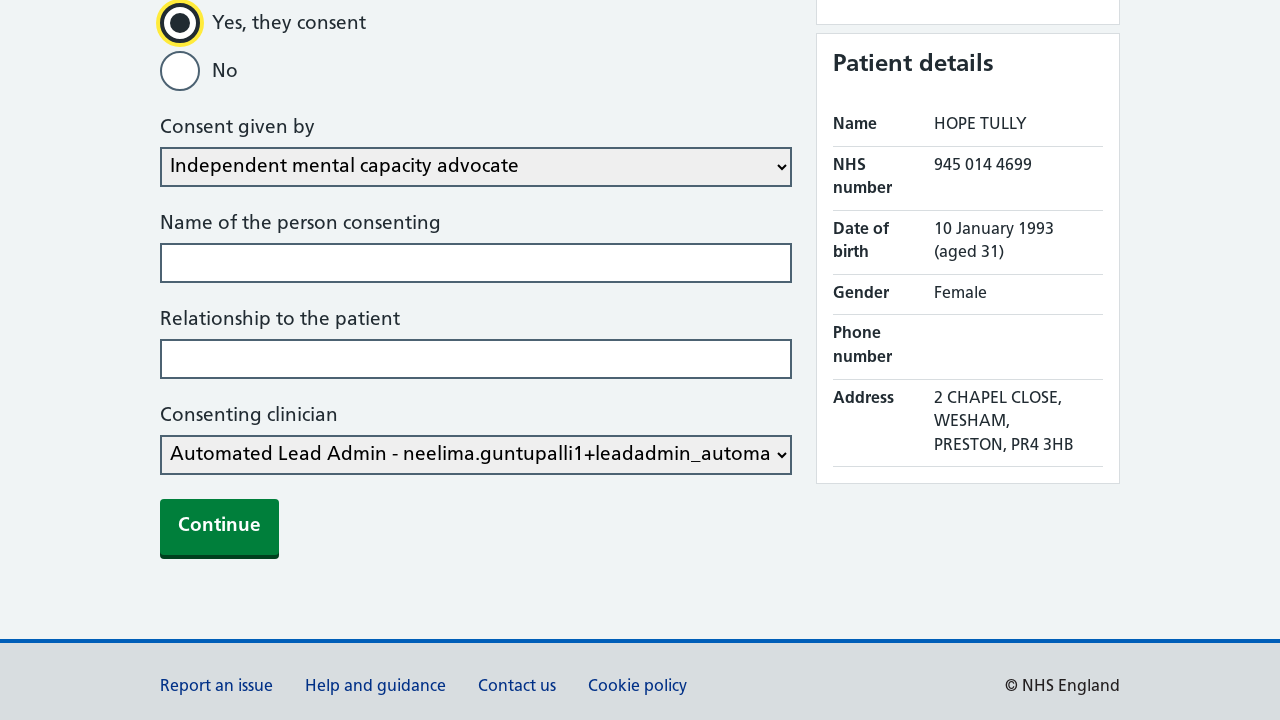 Yes, they consent
No
Consent given by
Independent mental capacity advocate
Name of the person consenting
Relationship to the patient
Consenting clinician
Automated Lead Admin - neelima.guntupalli1+leadadmin_automa
Continue
Patient details
Name HOPE TULLY
NHS number 945 014 4699
Date of birth 10 January 1993 (aged 31)
Gender Female
Phone number
Address 2 CHAPEL CLOSE,
WESHAM,
PRESTON, PR4 3HB
Report an issue Help and guidance Contact us Cookie policy © NHS England